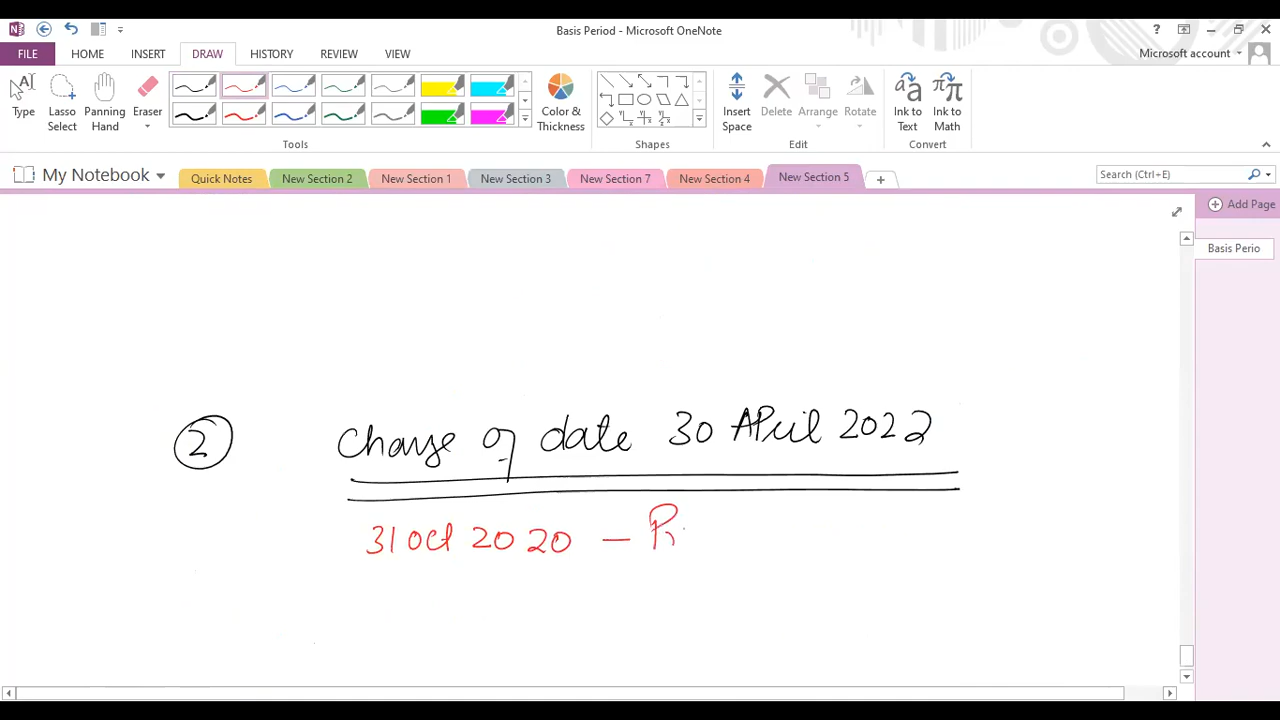 Basis Period - Microsoft OneNote
?
FILE HOME INSERT DRAW HISTORY REVIEW VIEW
Microsoft account
Type
Lasso Select
Panning Hand
Eraser
Color & Thickness
Insert Space
Delete
Arrange
Rotate
Ink to Text
Ink to Math
Tools
Shapes
Edit
Convert
My Notebook
Quick Notes
New Section 2
New Section 1
New Section 3
New Section 7
New Section 4
New Section 5
Search (Ctrl+E)
Add Page
Basis Perio
2 Change of date 30 April 2022
31 Oct 2020 - Pr